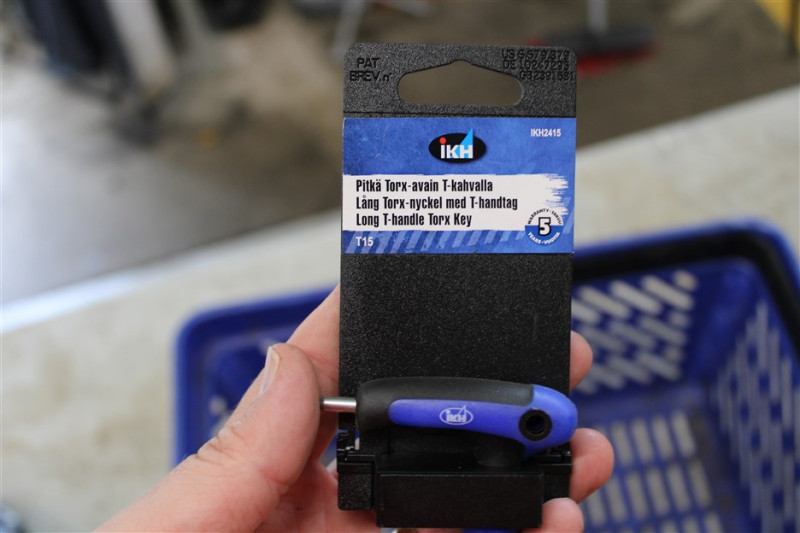 PAT
BREV. n°
IKH
IKH2415
Pitkä Torx-avain T-kahvalla
Lång Torx-nyckel med T-handtag
Long T-handle Torx Key
5
T15
IKH